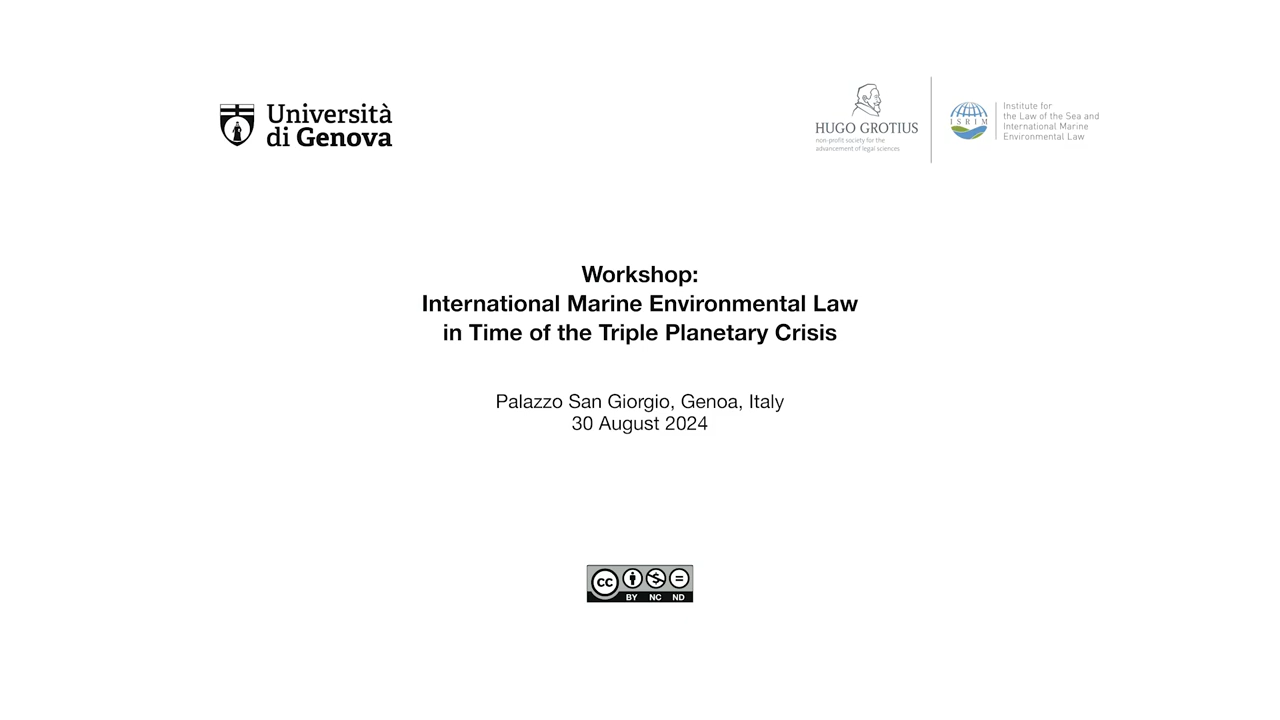 Università
di Genova
HUGO GROTIUS
non-profit society for the
advancement of legal sciences
ISRIM
Institute for
the Law of the Sea and
International Marine
Environmental Law
Workshop:
International Marine Environmental Law
in Time of the Triple Planetary Crisis
Palazzo San Giorgio, Genoa, Italy
30 August 2024
cc
BY NC ND